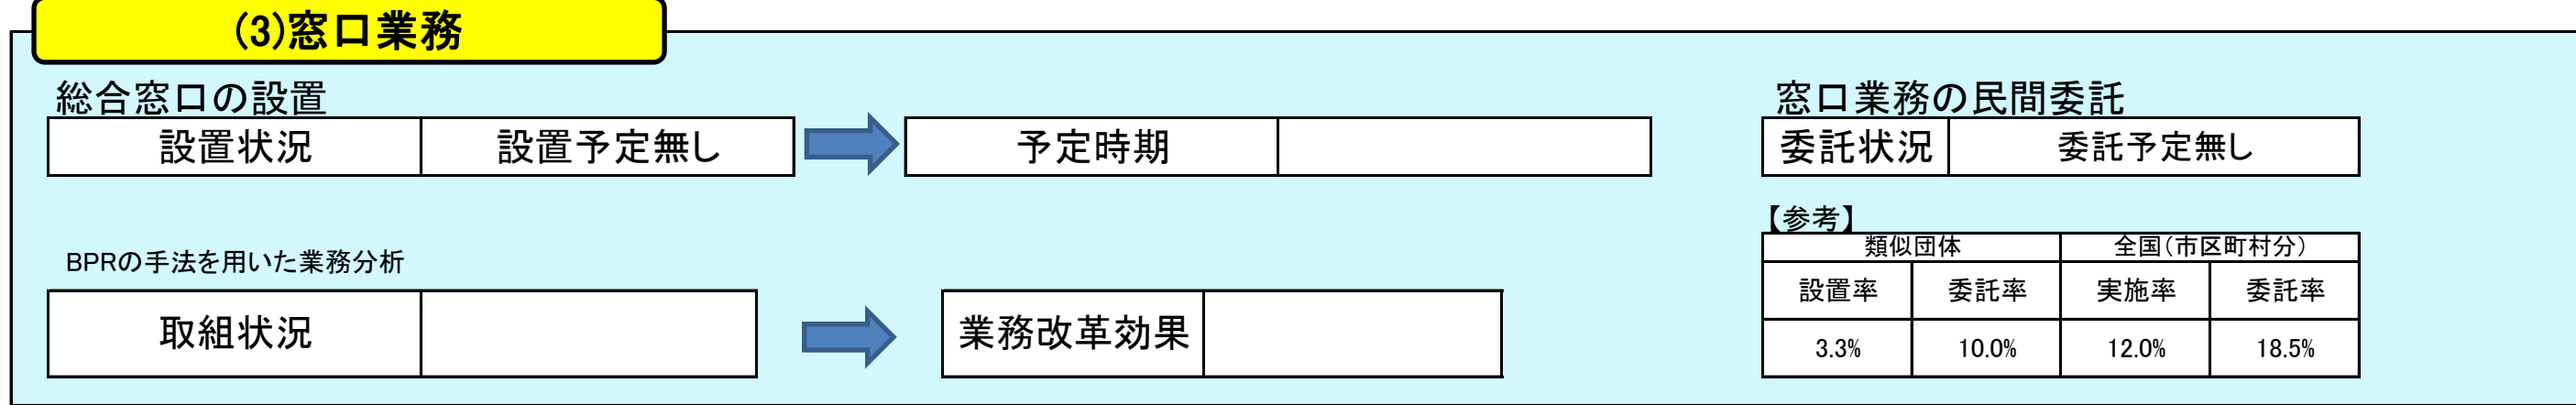 (3)窓口業務
総合窓口の設置
設置状況 設置予定無し 予定時期
窓口業務の民間委託
委託状況 委託予定無し
【参考】
類似団体 全国(市区町村分)
設置率 委託率 実施率 委託率
3.3% 10.0% 12.0% 18.5%
BPRの手法を用いた業務分析
取組状況 業務改革効果